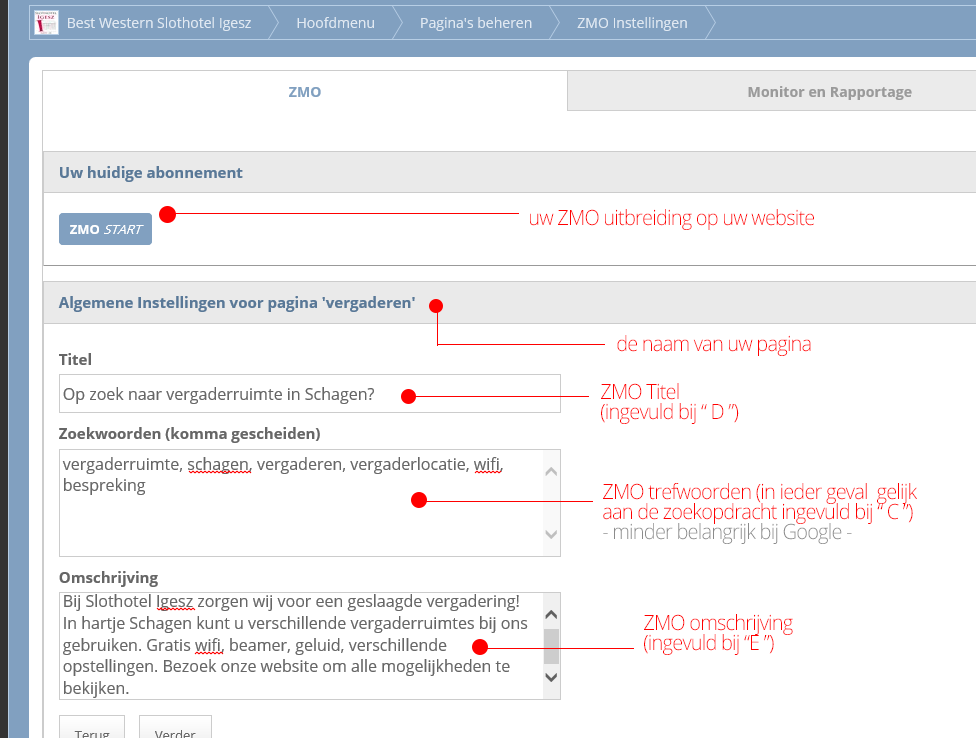 Best Western Slothotel Igesz Hoofdmenu Pagina's beheren ZMO Instellingen
ZMO Monitor en Rapportage
Uw huidige abonnement
ZMO START
uw ZMO uitbreiding op uw website
Algemene Instellingen voor pagina 'vergaderen'
de naam van uw pagina
Titel
Op zoek naar vergaderruimte in Schagen?
ZMO Titel
(ingevuld bij “ D ”)
Zoekwoorden (komma gescheiden)
vergaderruimte, schagen, vergaderen, vergaderlocatie, wifi,
bespreking
ZMO trefwoorden (in ieder geval gelijk
aan de zoekopdracht ingevuld bij “ C ”)
- minder belangrijk bij Google -
Omschrijving
Bij Slothotel Igesz zorgen wij voor een geslaagde vergadering!
In hartje Schagen kunt u verschillende vergaderruimtes bij ons
gebruiken. Gratis wifi, beamer, geluid, verschillende
opstellingen. Bezoek onze website om alle mogelijkheden te
bekijken.
ZMO omschrijving
(ingevuld bij “E ”)
Terug Verder